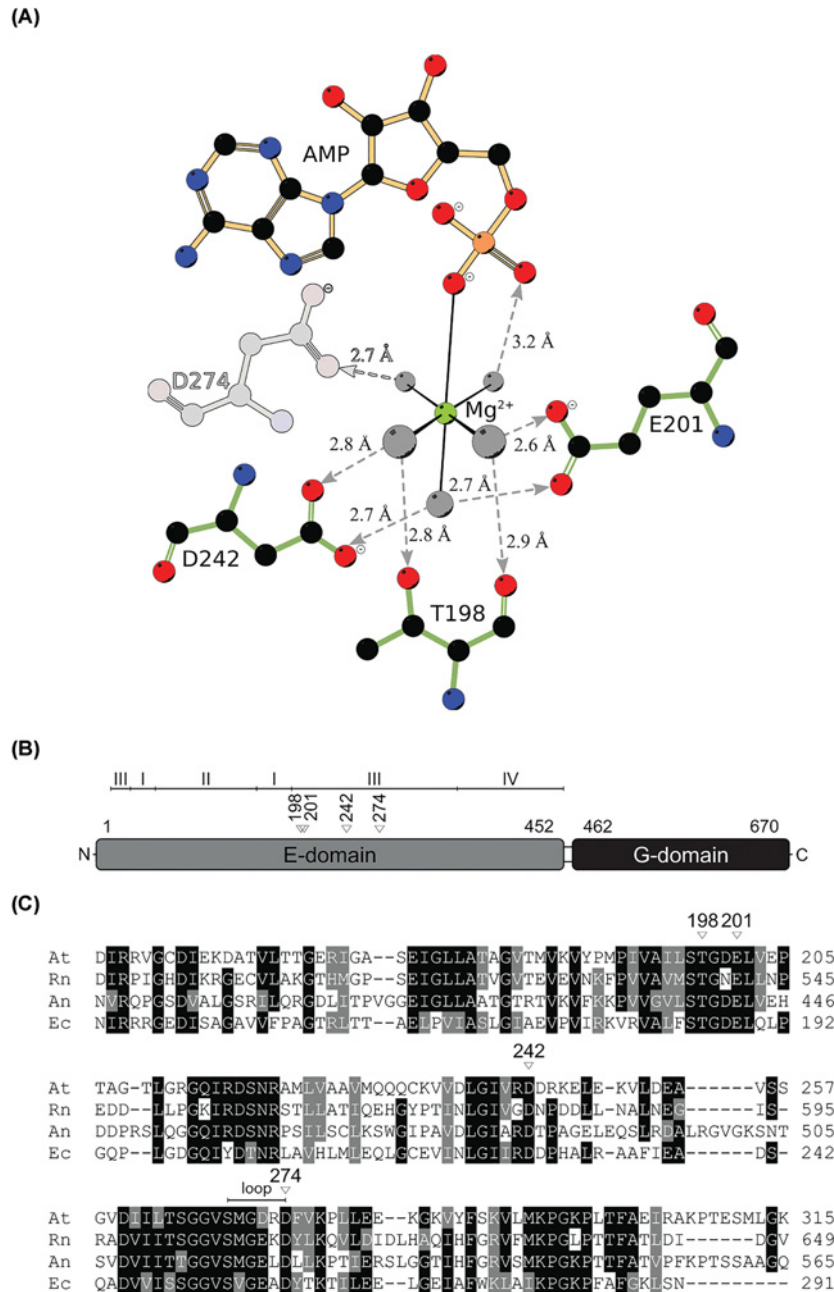 (A)
AMP
3.2 Å
D274
2.7 Å
Mg2+
E201
2.8 Å
2.6 Å
2.7 Å
2.7 Å
2.8 Å
2.9 Å
D242
T198
(B)
III I II I III IV
198 201 242 274
1 452 462 670
N E-domain G-domain C
(C)
198 201
At DIRRVGCDIEKDATVLTTGERIGA--SEIGLLATAGVTMVKVYPMPIVAILSTGDELVEP 205
Rn DIRPIGHDIKRGECVLAKGTHMGP--SEIGLLATVGVTEVEVNKFPVVAVMSTGNELLNP 545
An NVRQPGSDVALGSRILQRGDLITPVGGEIGLLAATGTRTVKVFKKPVVGVLSTGDELVEH 446
Ec NIRRRGEDISAGAVVFPAGTRLTT--AELPVIASLGIAEVPVIRKVRVALFSTGDELQLP 192
242
At TAG-TLGRGQIRDSNRAMLVAAVMQQQCKVVDLGIVRDDRKELE-KVLDEA------VSS 257
Rn EDD--LLPGKIRDSNRSTLLATIQEHGYPTINLGIVGDNPDDLL-NALNEG------IS- 595
An DDPRSLQGGQIRDSNRPSILSCLKSWGIPAVDLGIARDTPAGELEQSLRDALRGVGKSNT 505
Ec GQP--LGDGQIYDTNRLAVHLMLEQLGCEVINLGIIRDDPHALR-AAFIEA------DS- 242
loop 274
At GVDIILTSGGVSMGDRDFVKPLLEE--KGKVYFSKVLMKPGKPLTFAEIRAKPTESMLGK 315
Rn RADVIITSGGVSMGEKDYLKQVLDIDLHAQIHFGRVFMKPGLPTTFATLDI-----DGV 649
An SVDVIITTGGVSMGELDLLKPTIERSLGGTIHFGRVSMKPGKPTTFATVPFKPTSSAAGQ 565
Ec QADVVISSGGVSVGEADYTKTILEE--LGEIAFWKLAIKPGKPFAFGKLSN--------- 291